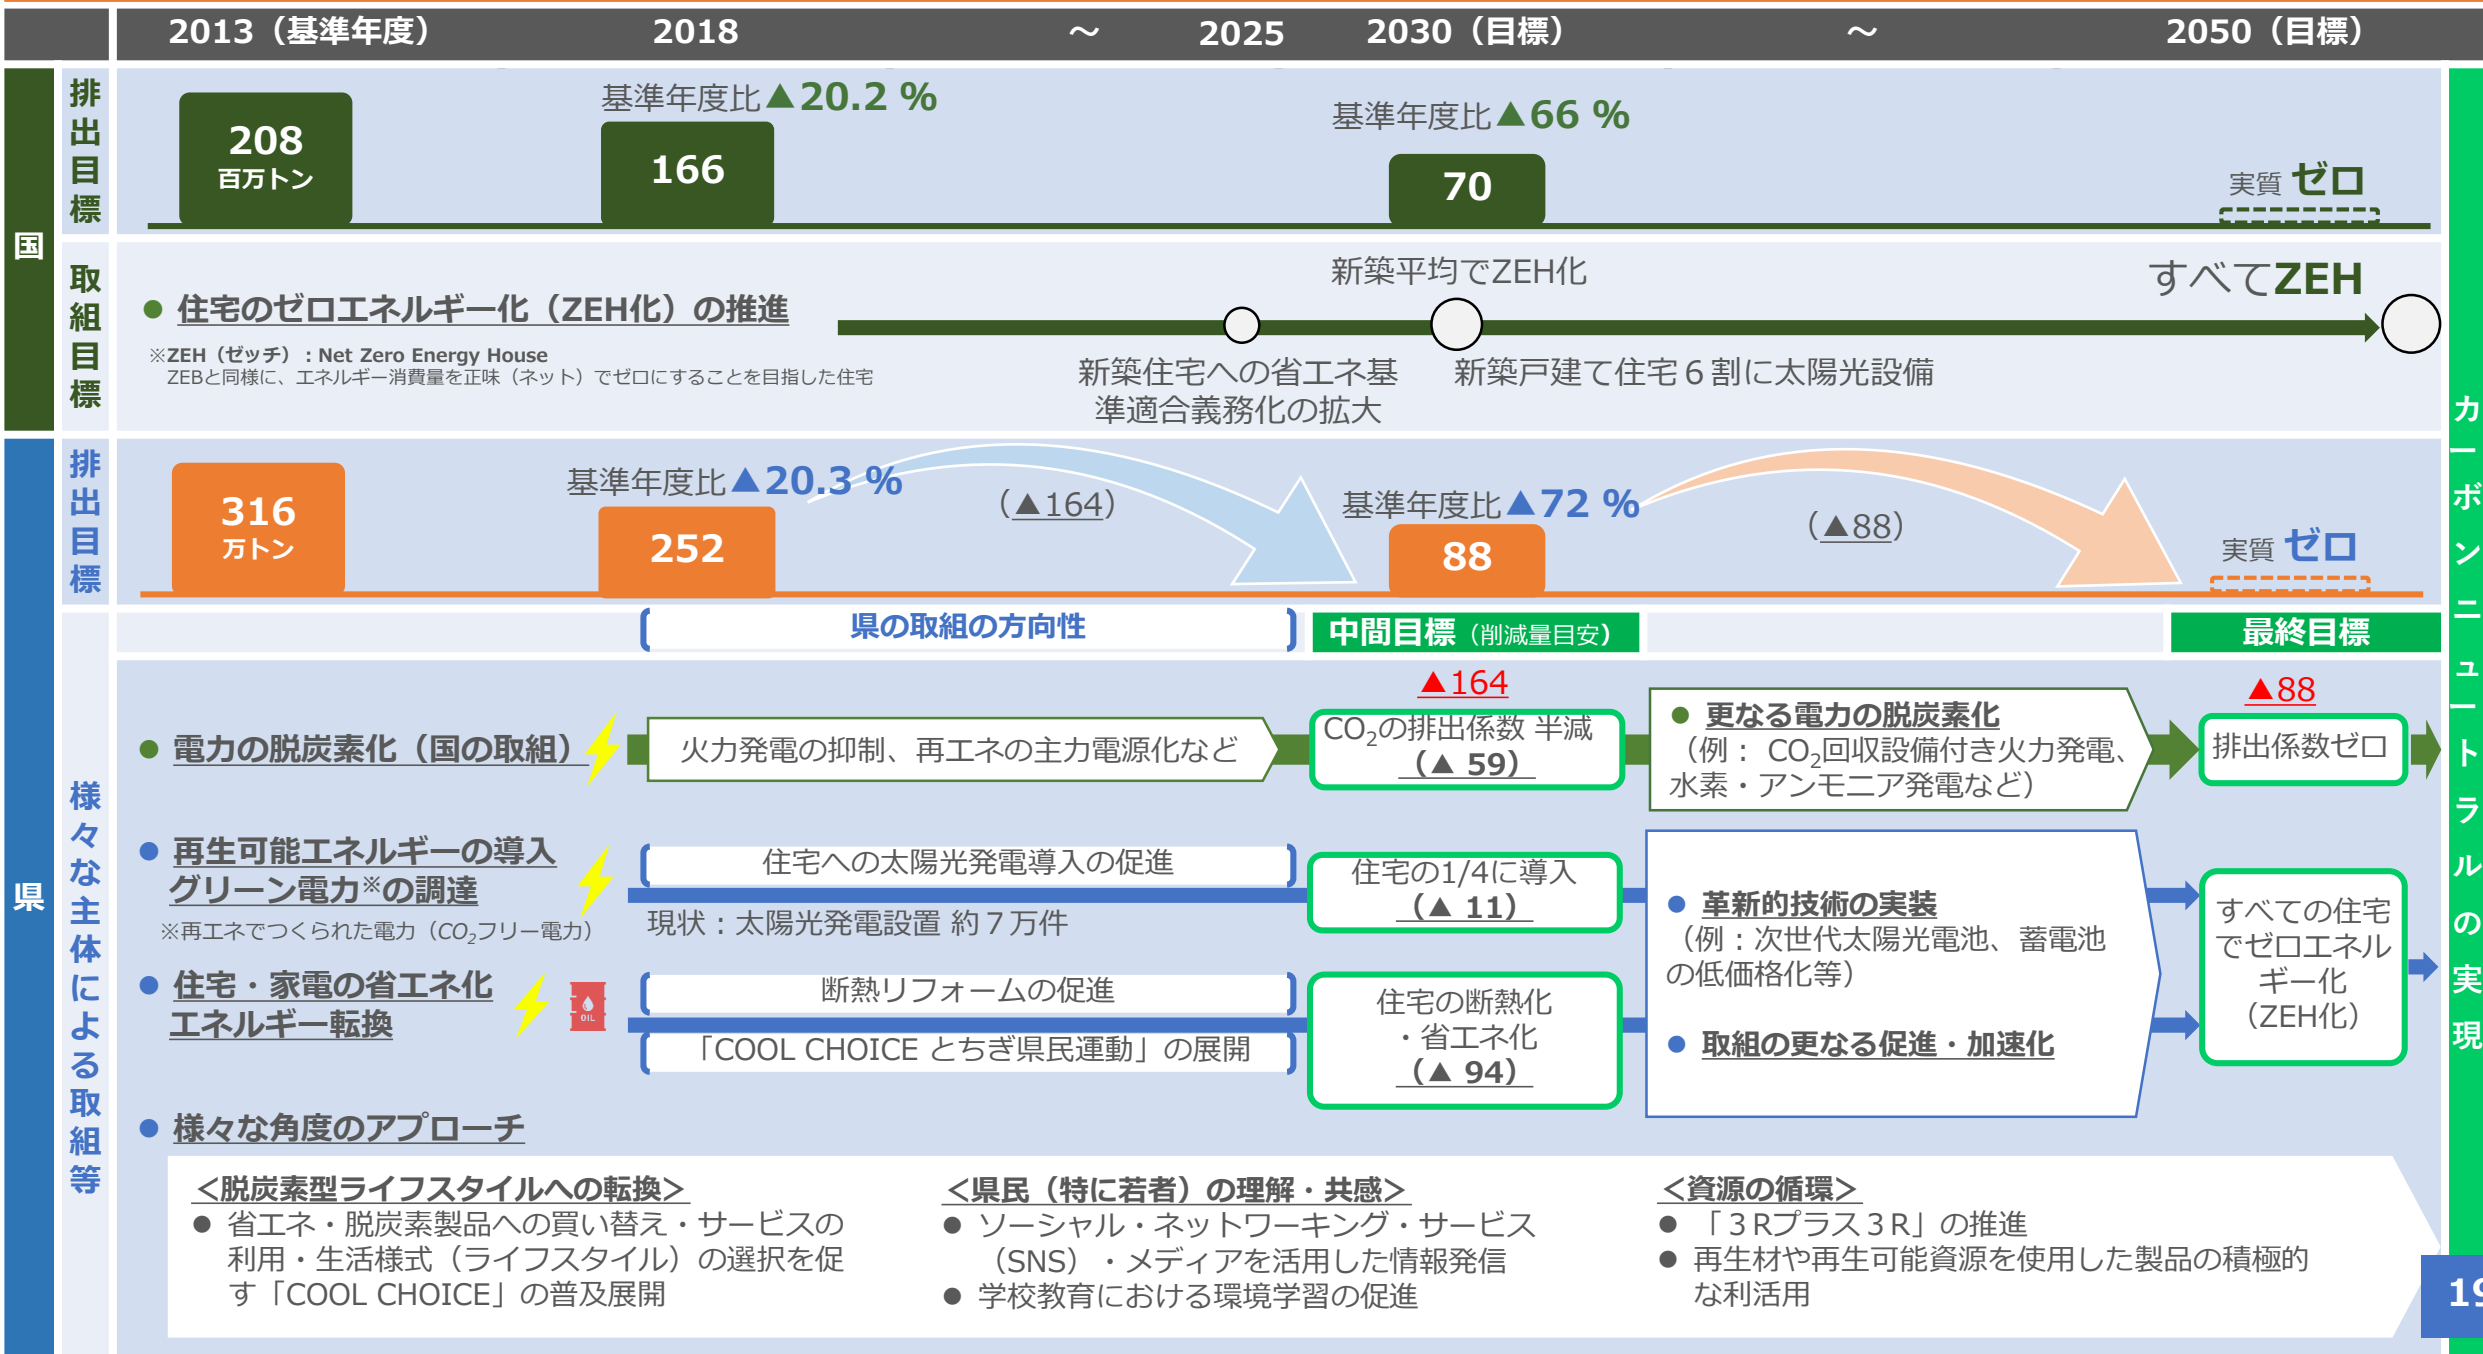 2013（基準年度）
2018
～
2025
2030（目標）
～
2050（目標）
国
排出目標
208
百万トン
基準年度比▲20.2 %
166
基準年度比▲66 %
70
実質 ゼロ
取組目標
● 住宅のゼロエネルギー化（ZEH化）の推進
※ZEH（ゼッチ）：Net Zero Energy House
ZEBと同様に、エネルギー消費量を正味（ネット）でゼロにすることを目指した住宅
新築平均でZEH化
すべてZEH
新築住宅への省エネ基
準適合義務化の拡大
新築戸建て住宅６割に太陽光設備
県
排出目標
316
万トン
基準年度比▲20.3 %
252
（▲164）
基準年度比▲72 %
88
（▲88）
実質 ゼロ
様々な主体による取組等
県の取組の方向性
中間目標（削減量目安）
最終目標
▲164
▲88
● 電力の脱炭素化（国の取組）
火力発電の抑制、再エネの主力電源化など
CO2の排出係数 半減
（▲ 59）
● 更なる電力の脱炭素化
（例： CO2回収設備付き火力発電、
水素・アンモニア発電など）
排出係数ゼロ
● 再生可能エネルギーの導入
グリーン電力※の調達
※再エネでつくられた電力（CO2フリー電力）
住宅への太陽光発電導入の促進
現状：太陽光発電設置 約７万件
住宅の1/4に導入
（▲ 11）
● 住宅・家電の省エネ化
エネルギー転換
OIL
断熱リフォームの促進
「COOL CHOICE とちぎ県民運動」の展開
住宅の断熱化
・省エネ化
（▲ 94）
● 革新的技術の実装
（例：次世代太陽光電池、蓄電池
の低価格化等）
● 取組の更なる促進・加速化
すべての住宅
でゼロエネル
ギー化
（ZEH化）
● 様々な角度のアプローチ
＜脱炭素型ライフスタイルへの転換＞
● 省エネ・脱炭素製品への買い替え・サービスの
利用・生活様式（ライフスタイル）の選択を促
す「COOL CHOICE」の普及展開
＜県民（特に若者）の理解・共感＞
● ソーシャル・ネットワーキング・サービス
（SNS）・メディアを活用した情報発信
● 学校教育における環境学習の促進
＜資源の循環＞
● 「３Rプラス３R」の推進
● 再生材や再生可能資源を使用した製品の積極的
な利活用
カーボンニュートラルの実現
19